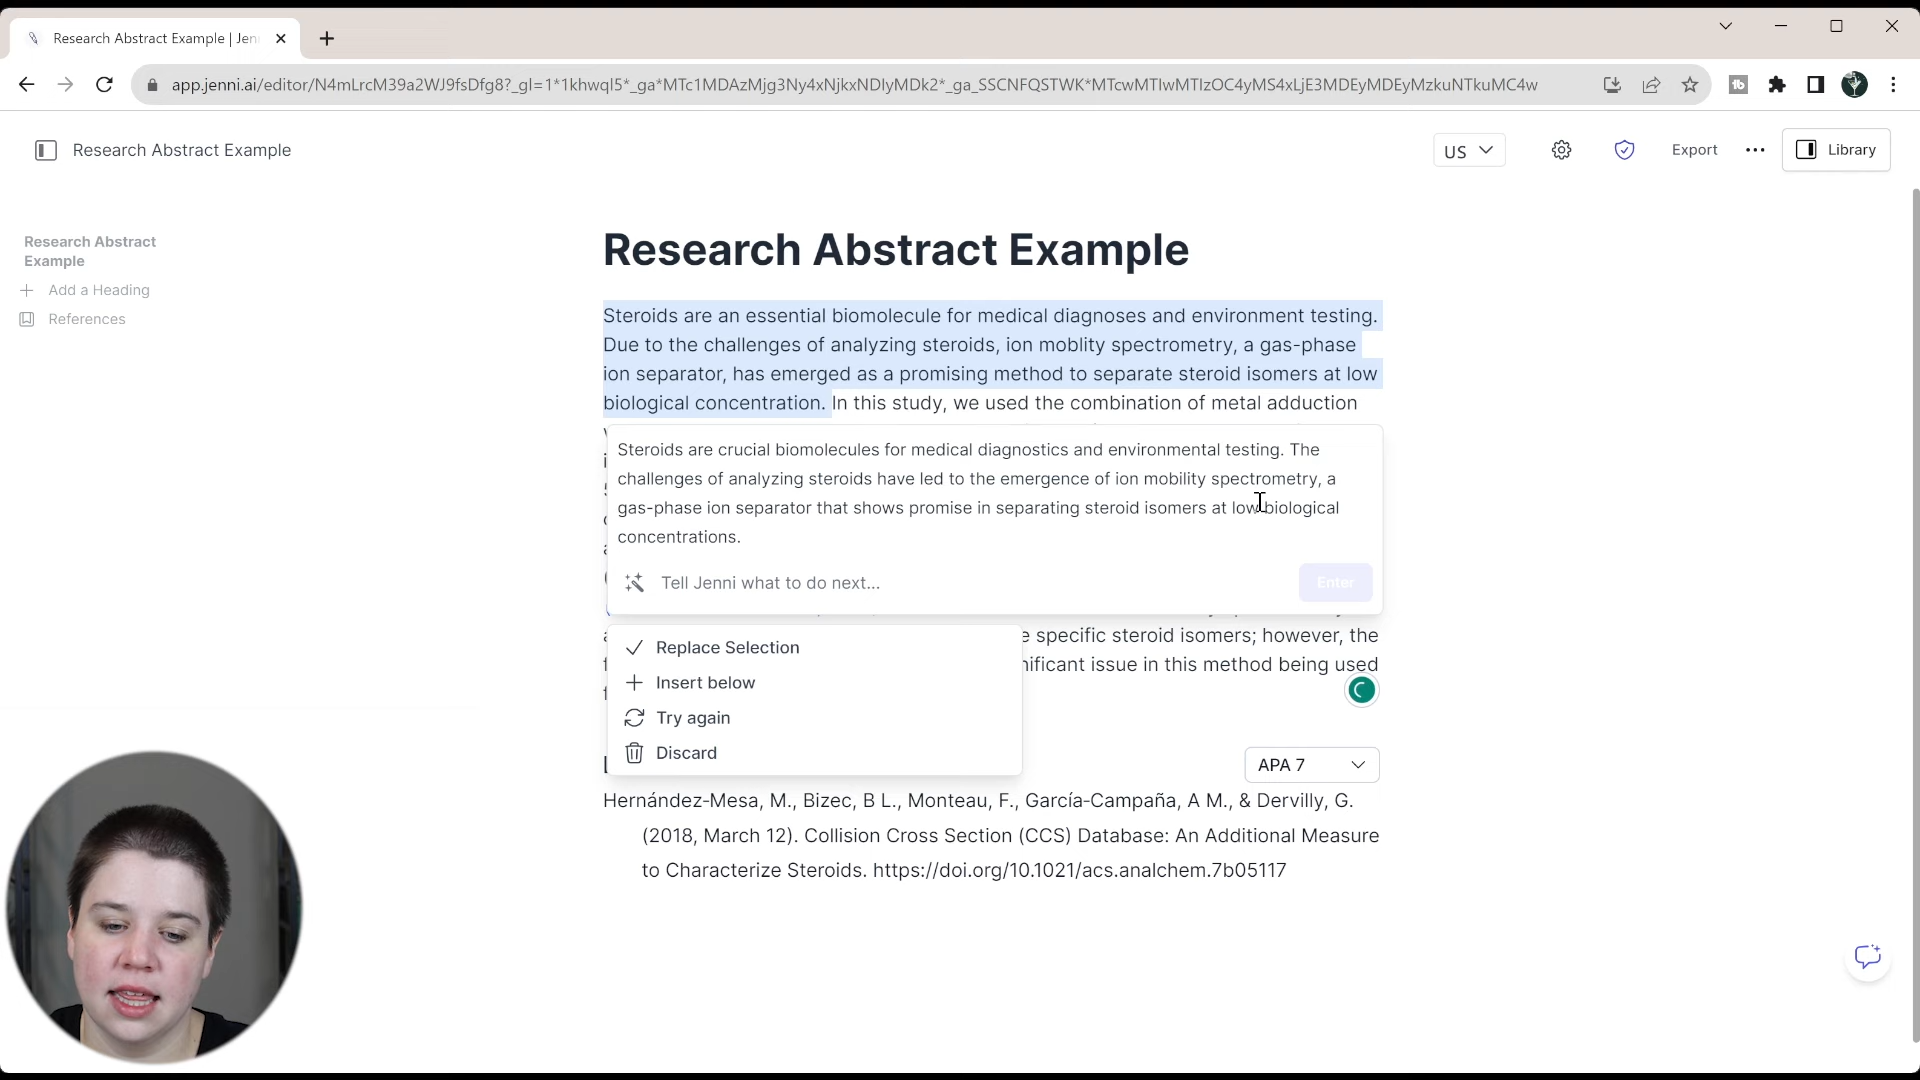 Research Abstract Example | Jen
app.jenni.ai/editor/N4mLrcM39a2WJ9fsDfg8?_gl=1*1khwql5*_ga*MTc1MDAzMjg3Ny4xNjkxNDIyMDk2*_ga_SSCNFQSTWK*MTcwMTIwMTIzOC4yMS4xLjE3MDEyMDEyMzkuNTkuMC4w
Research Abstract Example
US
Export
Library
Research Abstract
Example
Add a Heading
References
Research Abstract Example
Steroids are an essential biomolecule for medical diagnoses and environment testing.
Due to the challenges of analyzing steroids, ion moblity spectrometry, a gas-phase
ion separator, has emerged as a promising method to separate steroid isomers at low
biological concentration. In this study, we used the combination of metal adduction
Steroids are crucial biomolecules for medical diagnostics and environmental testing. The
challenges of analyzing steroids have led to the emergence of ion mobility spectrometry, a
gas-phase ion separator that shows promise in separating steroid isomers at low biological
concentrations.
Tell Jenni what to do next...
Enter
Replace Selection
Insert below
Try again
Discard
specific steroid isomers; however, the
issue in this method being used
APA 7
Hernández-Mesa, M., Bizec, B L., Monteau, F., García-Campaña, A M., & Dervilly, G.
(2018, March 12). Collision Cross Section (CCS) Database: An Additional Measure
to Characterize Steroids. https://doi.org/10.1021/acs.analchem.7b05117